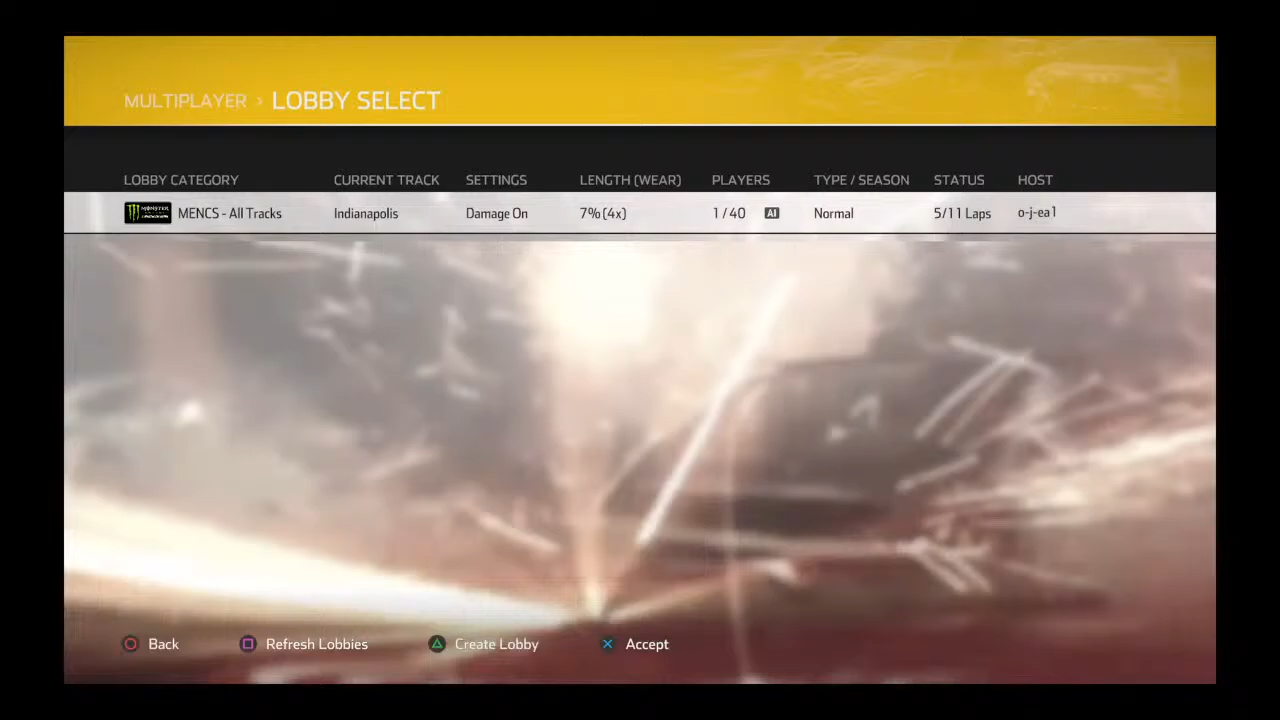 MULTIPLAYER › LOBBY SELECT
LOBBY CATEGORY CURRENT TRACK SETTINGS LENGTH (WEAR) PLAYERS TYPE / SEASON STATUS HOST
MONSTER MENCS - All Tracks Indianapolis Damage On 7% (4x) 1 / 40 AI Normal 5/11 Laps o-j-ea1
Back Refresh Lobbies Create Lobby Accept